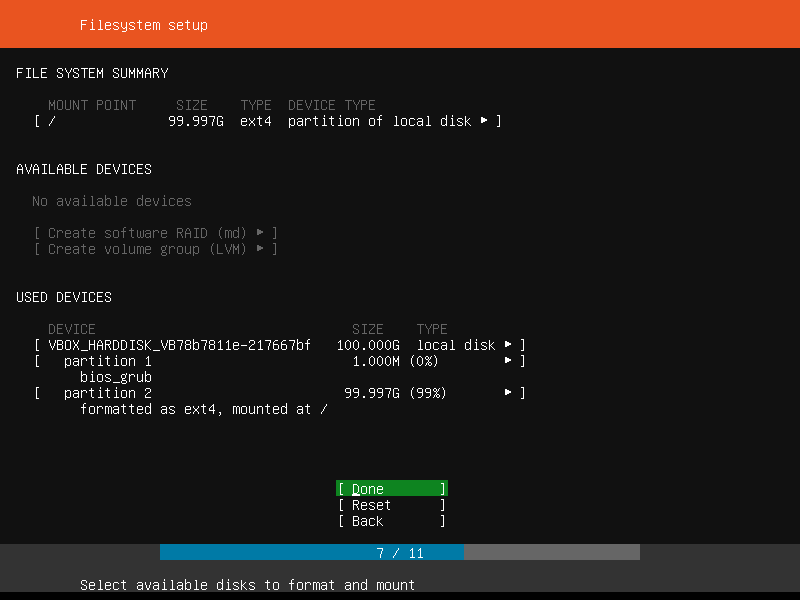 Filesystem setup
FILE SYSTEM SUMMARY
MOUNT POINT SIZE TYPE DEVICE TYPE
[ / 99.997G ext4 partition of local disk ▸ ]
AVAILABLE DEVICES
No available devices
[ Create software RAID (md) ▸ ]
[ Create volume group (LVM) ▸ ]
USED DEVICES
DEVICE SIZE TYPE
[ VBOX_HARDDISK_VB78b7811e-217667bf 100.000G local disk ▸ ]
[ partition 1 1.000M (0%) ▸ ]
bios_grub
[ partition 2 99.997G (99%) ▸ ]
formatted as ext4, mounted at /
[ Done ]
[ Reset ]
[ Back ]
7 / 11
Select available disks to format and mount